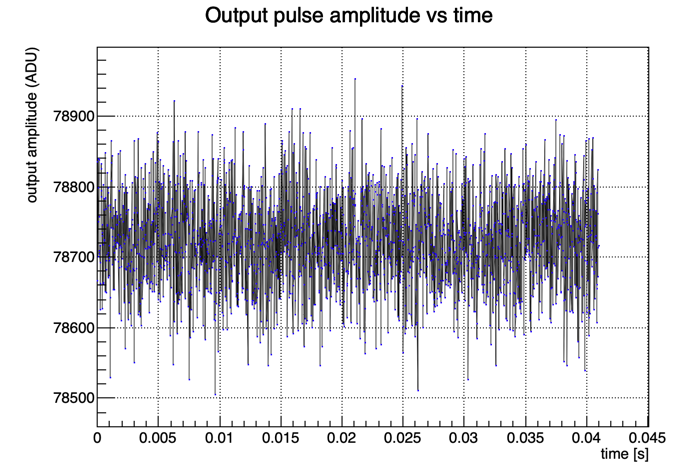 Output pulse amplitude vs time
output amplitude (ADU)
78900
78800
78700
78600
78500
0 0.005 0.01 0.015 0.02 0.025 0.03 0.035 0.04 0.045
time [s]